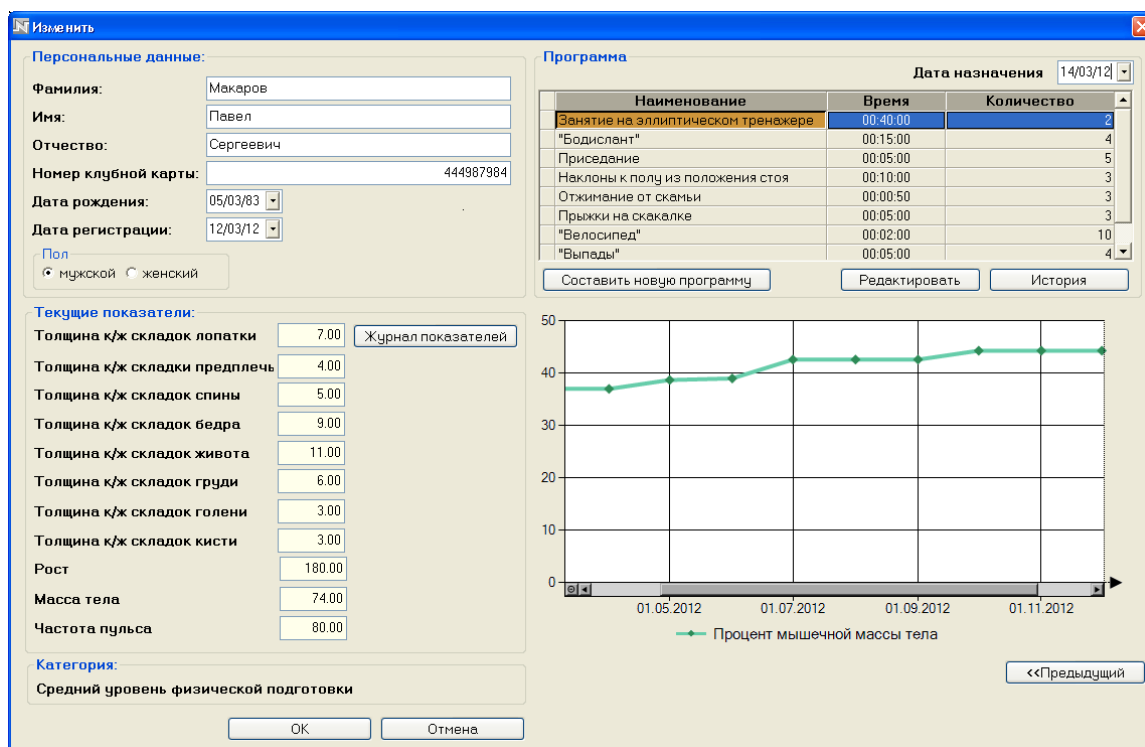 Изменить
Персональные данные:
Фамилия: Макаров
Имя: Павел
Отчество: Сергеевич
Номер клубной карты: 444987984
Дата рождения: 05/03/83
Дата регистрации: 12/03/12
Пол
мужской женский
Текущие показатели:
Толщина к/ж складок лопатки 7.00 Журнал показателей
Толщина к/ж складки предплечь 4.00
Толщина к/ж складок спины 5.00
Толщина к/ж складок бедра 9.00
Толщина к/ж складок живота 11.00
Толщина к/ж складок груди 6.00
Толщина к/ж складок голени 3.00
Толщина к/ж складок кисти 3.00
Рост 180.00
Масса тела 74.00
Частота пульса 80.00
Категория:
Средний уровень физической подготовки
ОК Отмена
Программа
Дата назначения 14/03/12
Наименование Время Количество
Занятие на эллиптическом тренажере 00:40:00 2
"Бодислант" 00:15:00 4
Приседание 00:05:00 5
Наклоны к полу из положения стоя 00:10:00 3
Отжимание от скамьи 00:00:50 3
Прыжки на скакалке 00:05:00 3
"Велосипед" 00:02:00 10
"Выпады" 00:05:00 4
Составить новую программу Редактировать История
50
40
30
20
10
0
01.05.2012 01.07.2012 01.09.2012 01.11.2012
Процент мышечной массы тела
<<Предыдущий